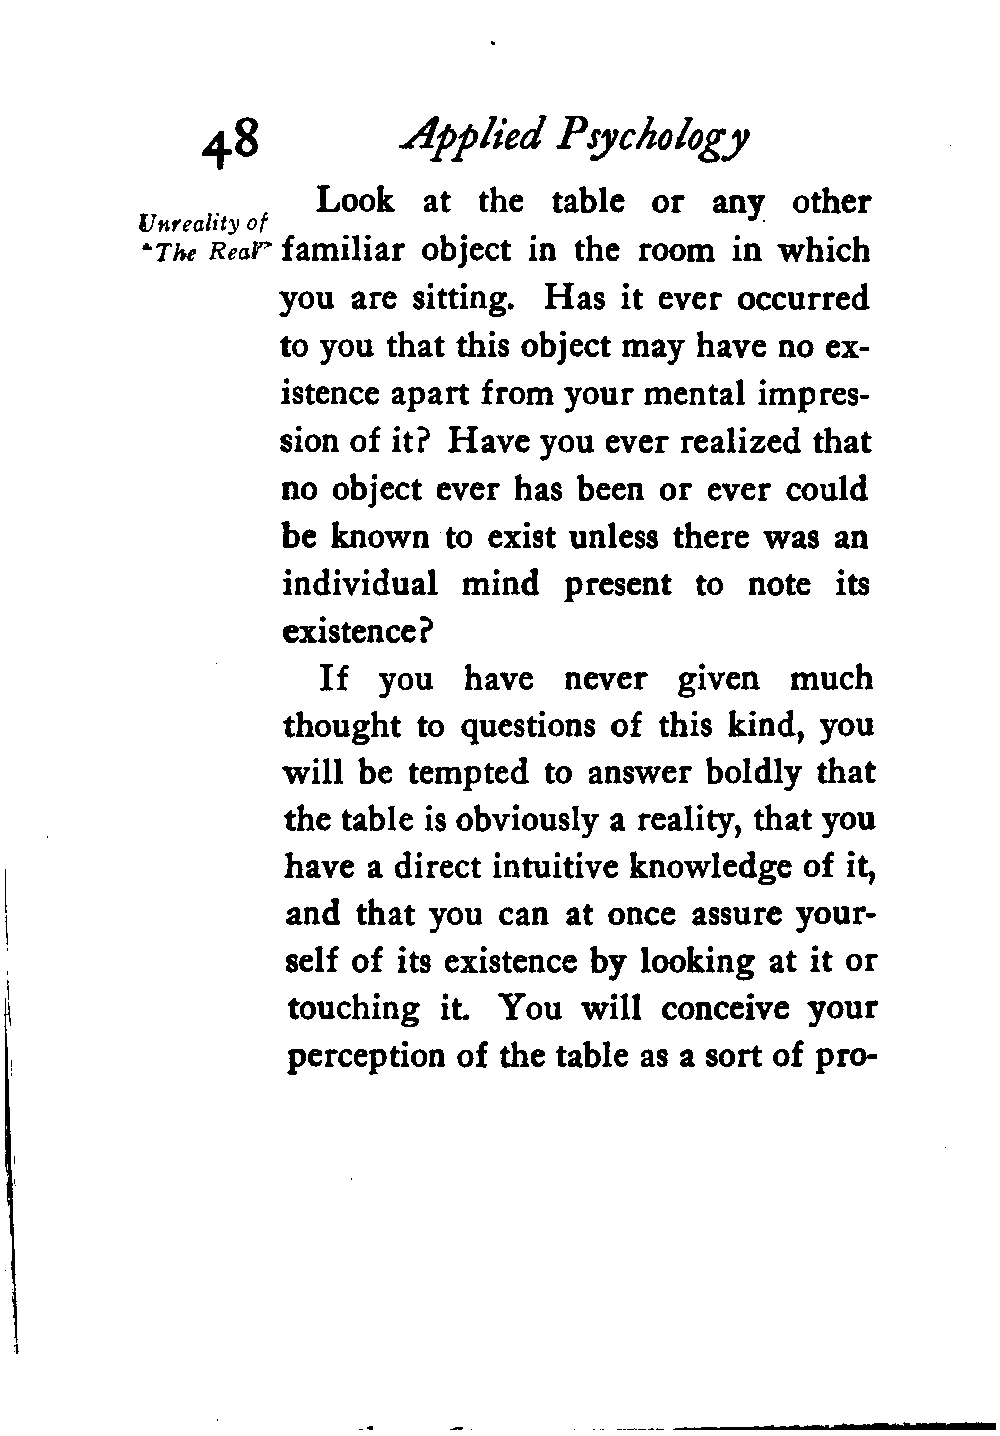 48 Applied Psychology
Unreality of
"The Real"
Look at the table or any other
familiar object in the room in which
you are sitting. Has it ever occurred
to you that this object may have no ex-
istence apart from your mental impres-
sion of it? Have you ever realized that
no object ever has been or ever could
be known to exist unless there was an
individual mind present to note its
existence?
If you have never given much
thought to questions of this kind, you
will be tempted to answer boldly that
the table is obviously a reality, that you
have a direct intuitive knowledge of it,
and that you can at once assure your-
self of its existence by looking at it or
touching it. You will conceive your
perception of the table as a sort of pro-